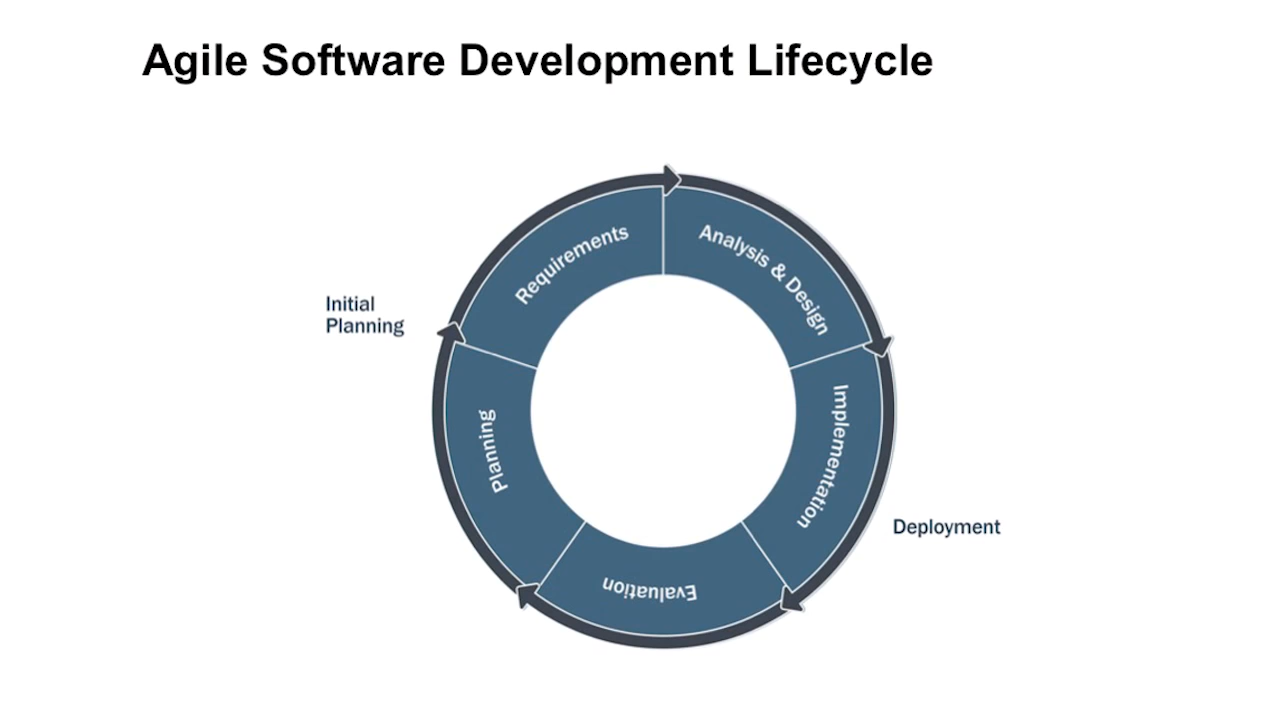 Agile Software Development Lifecycle
Requirements
Analysis & Design
Initial
Planning
Implementation
Planning
Deployment
Evaluation